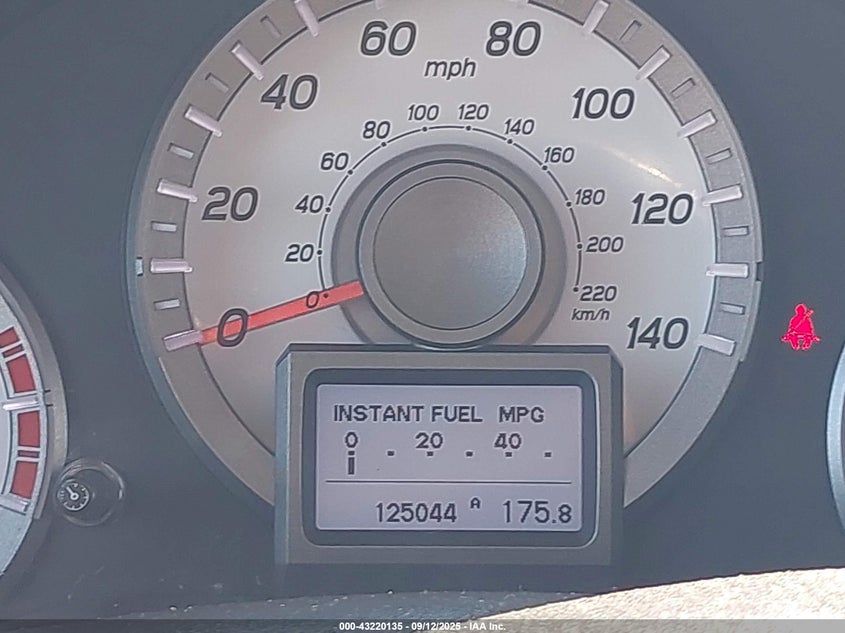 60 80
mph
40 100
20 120
0 140
0 20 40 60 80 100 120 140 160 180 200 220
km/h
INSTANT FUEL MPG
0 . 20 . 40 .
125044 A 175.8
000-43220135 - 09/12/2025 - IAA Inc.